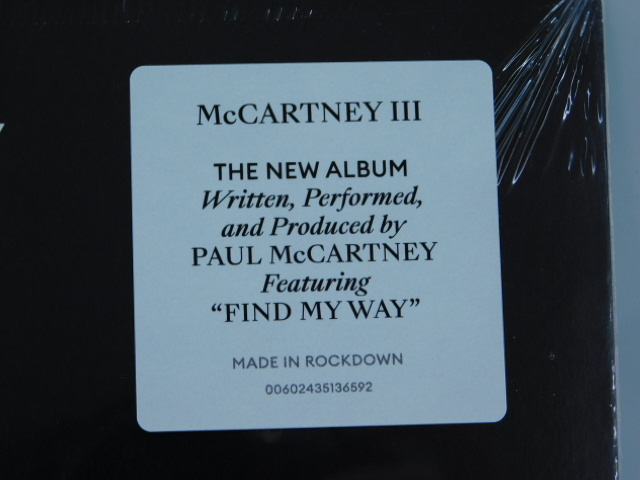 McCARTNEY III
THE NEW ALBUM
Written, Performed,
and Produced by
PAUL McCARTNEY
Featuring
“FIND MY WAY”
MADE IN ROCKDOWN
00602435136592